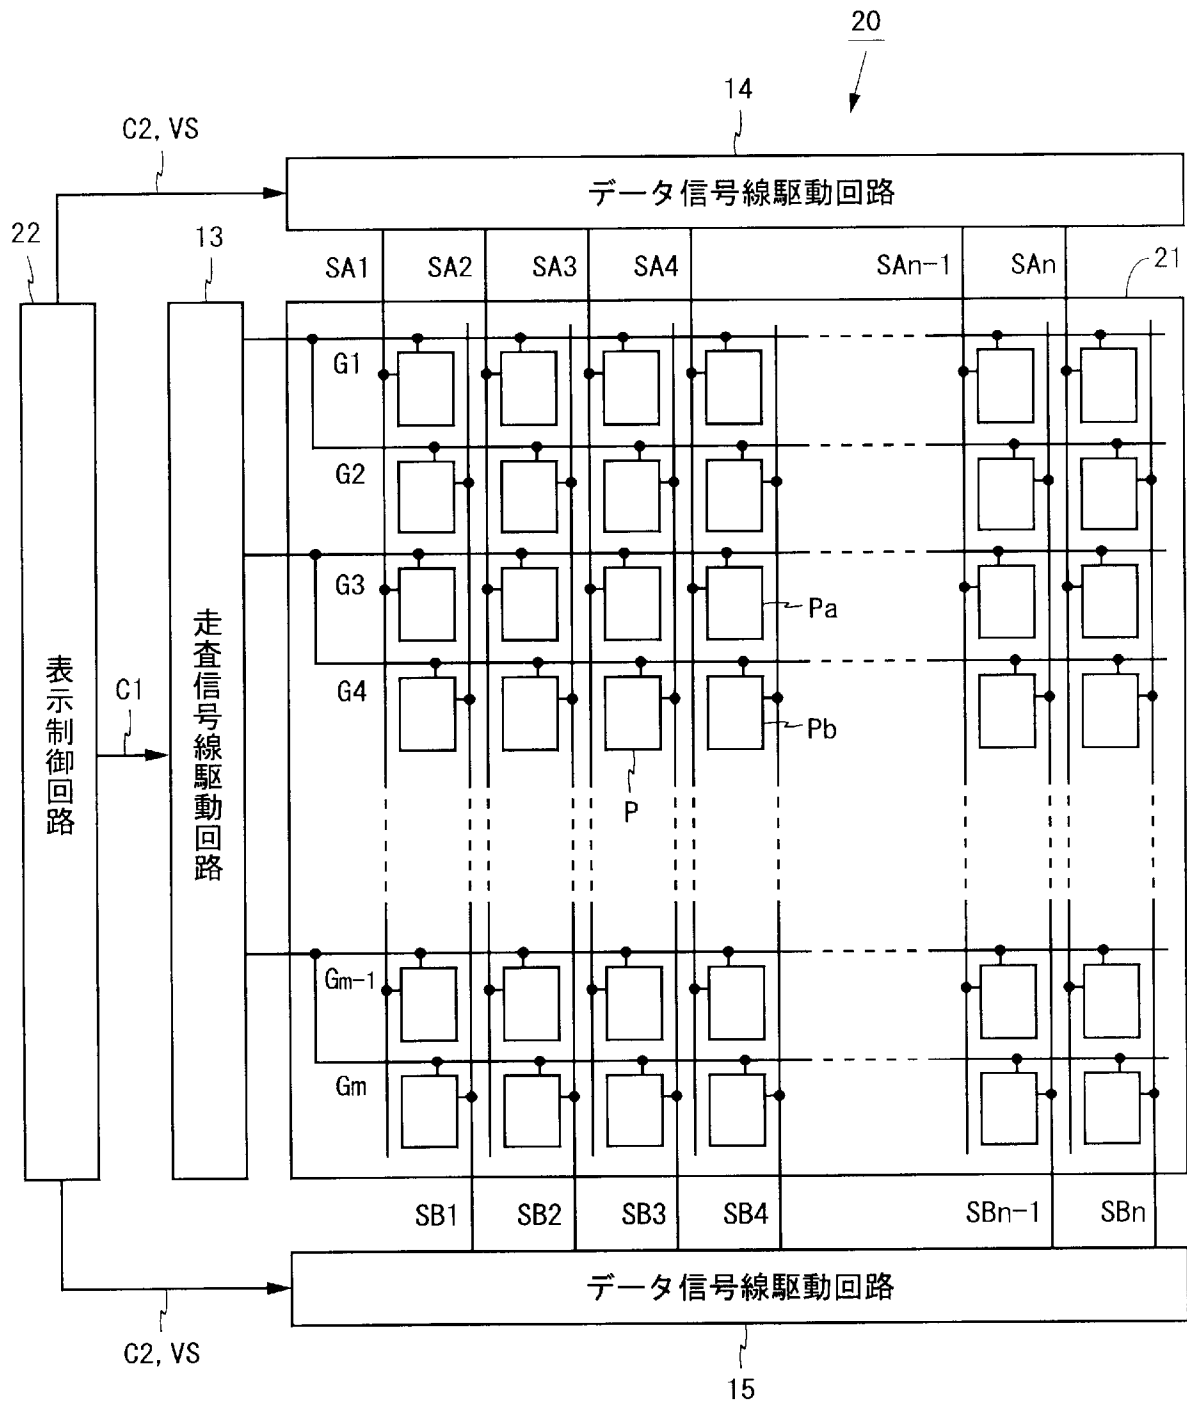 20
14
C2, VS
データ信号線駆動回路
22
13
SA1
SA2
SA3
SA4
SAn-1
SAn
21
G1
G2
G3
Pa
G4
Pb
P
表示制御回路
C1
走査信号線駆動回路
Gm-1
Gm
SB1
SB2
SB3
SB4
SBn-1
SBn
データ信号線駆動回路
C2, VS
15